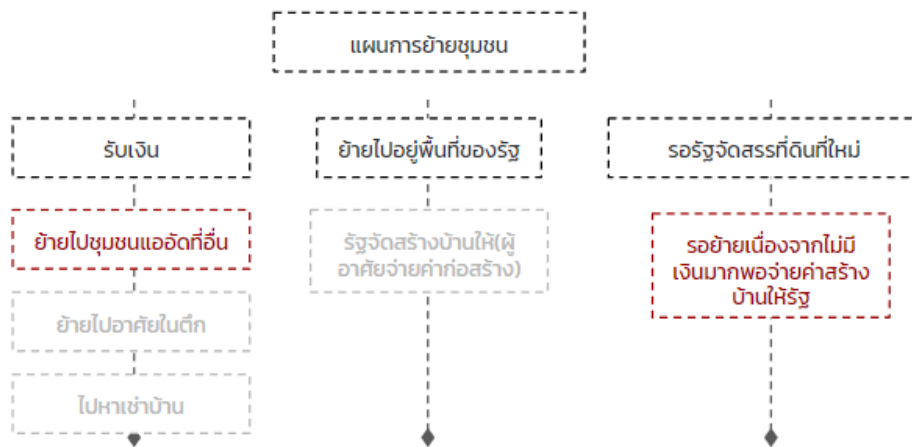 แผนการย้ายชุมชน
รับเงิน
ย้ายไปอยู่พื้นที่ของรัฐ
รอรัฐจัดสรรที่ดินที่ใหม่
ย้ายไปชุมชนแออัดที่อื่น
รัฐจัดสร้างบ้านให้(ผู้
อาศัยจ่ายค่าก่อสร้าง)
รอย้ายเนื่องจากไม่มี
เงินมากพอจ่ายค่าสร้าง
บ้านให้รัฐ
ย้ายไปอาศัยในตึก
ไปหาเช่าบ้าน